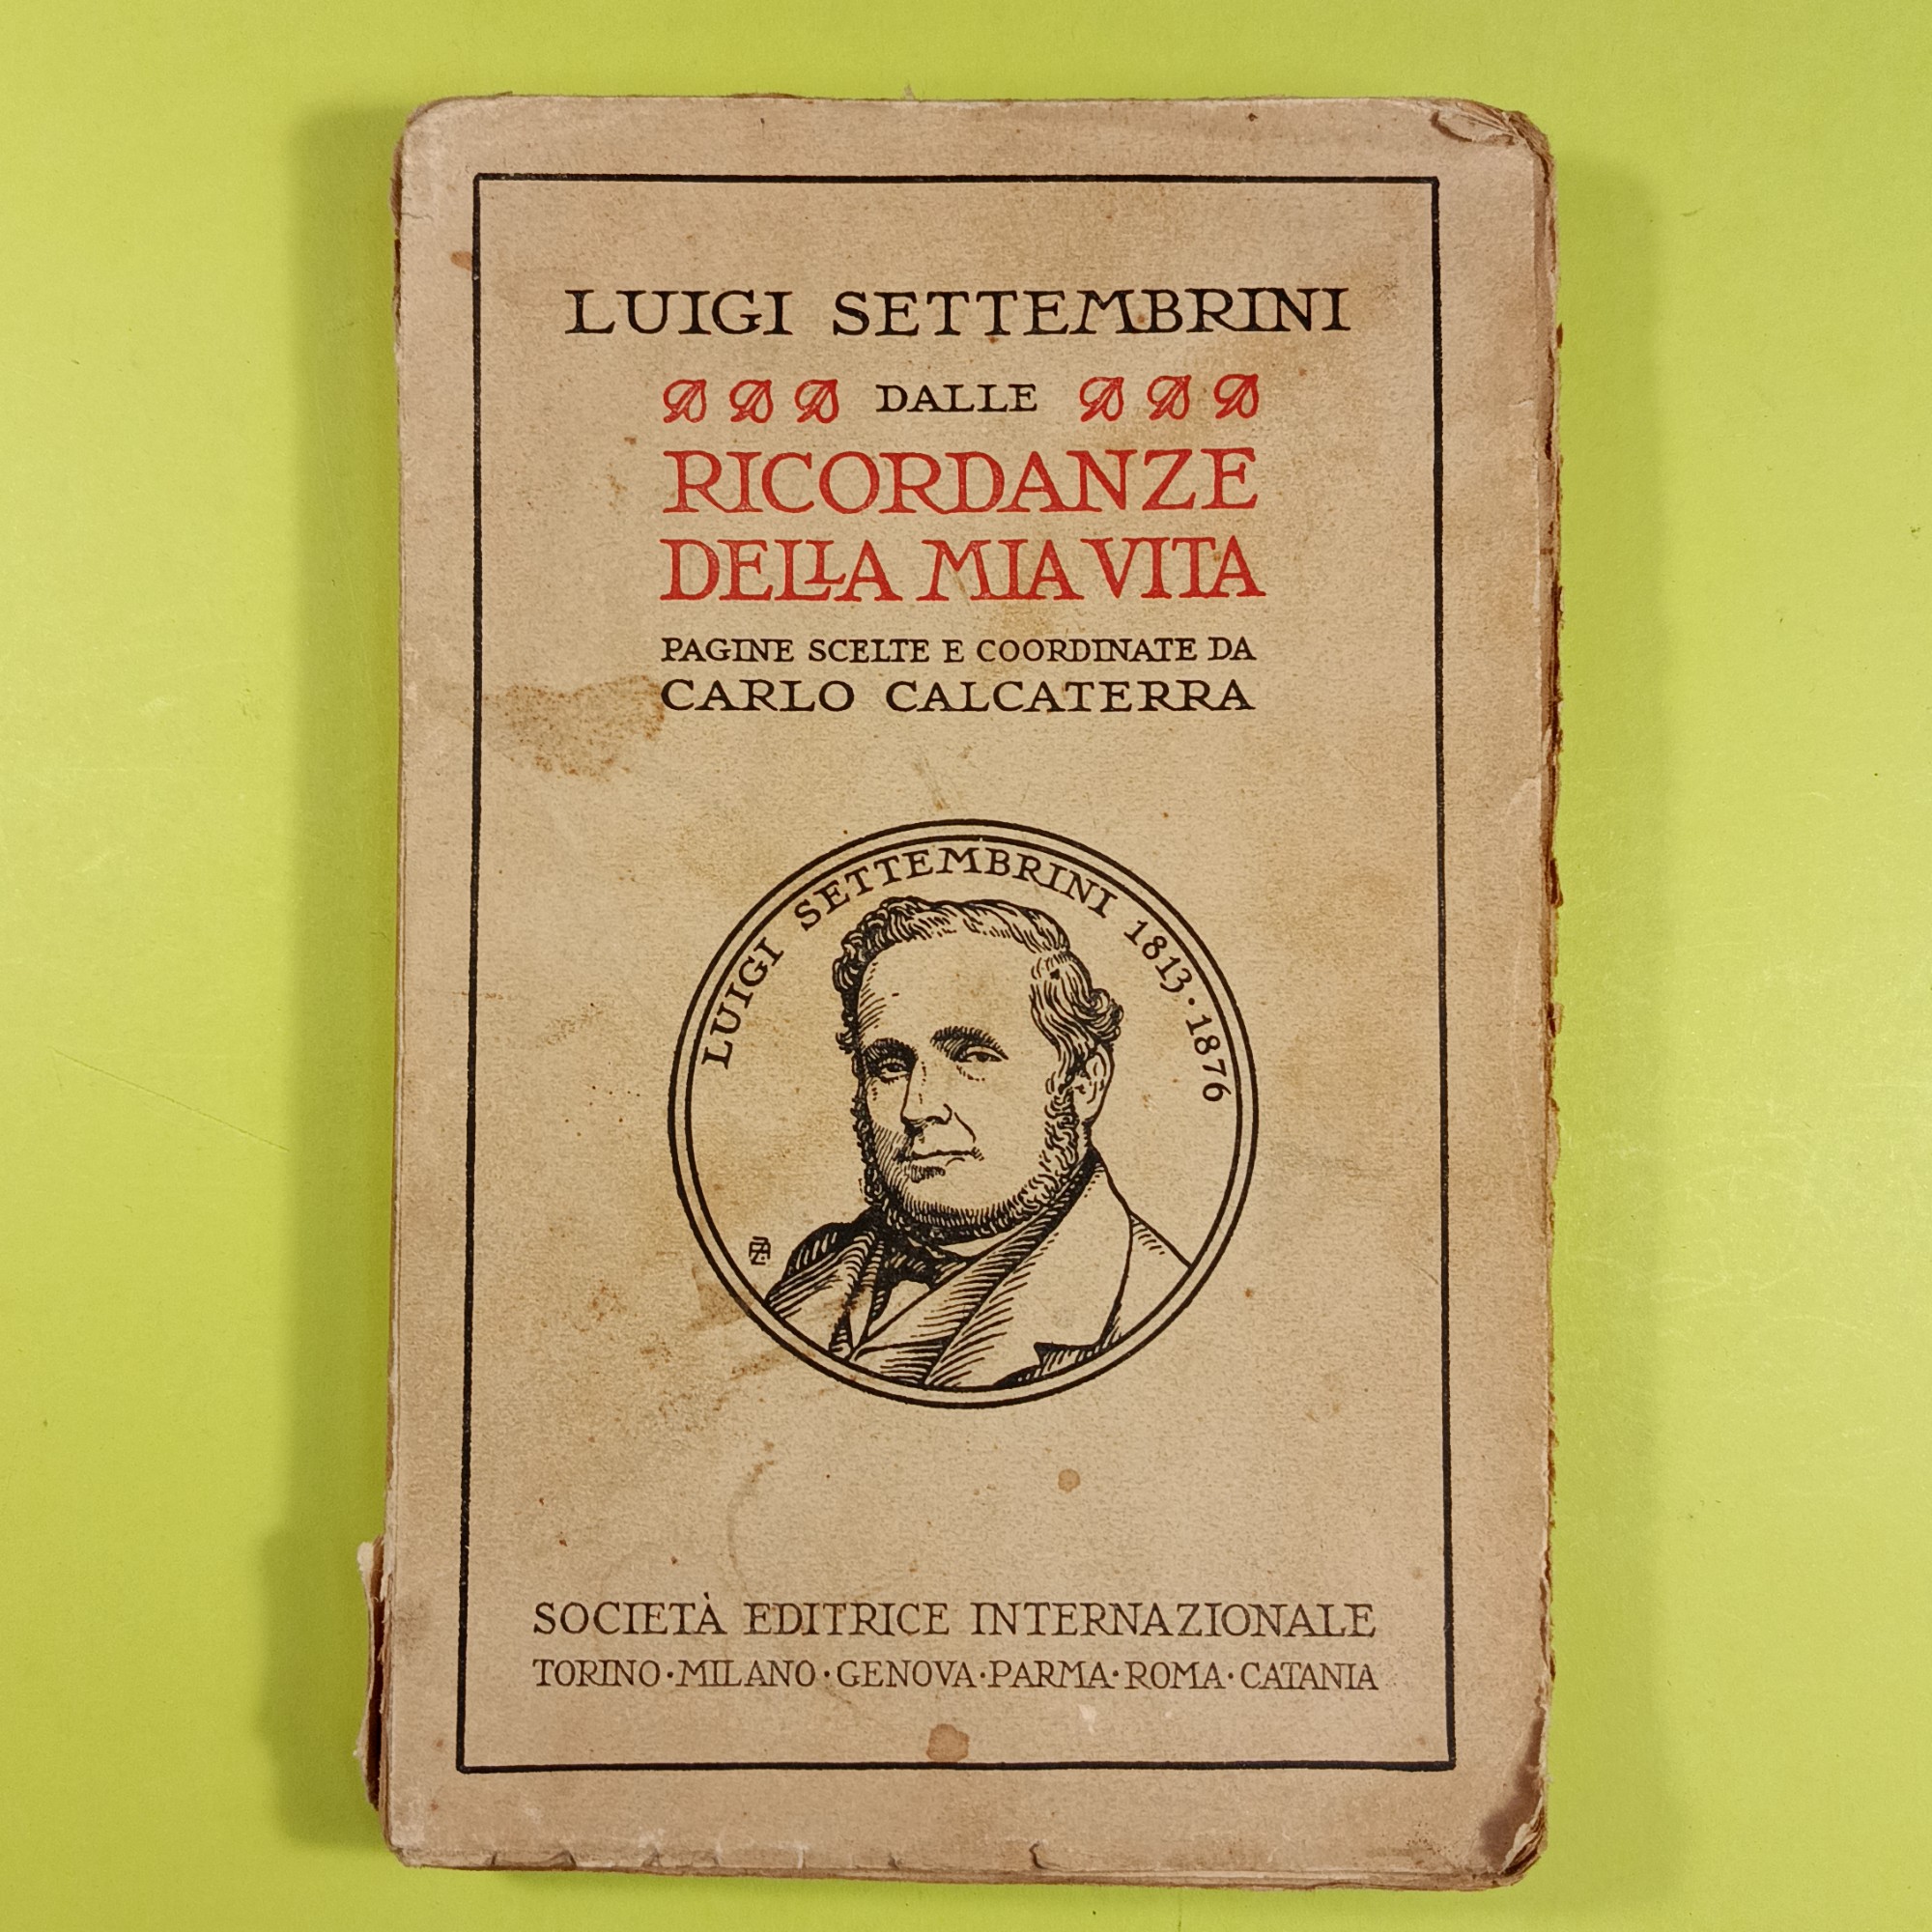 LUIGI SETTEMBRINI
DALLE
RICORDANZE
DELLA MIA VITA
PAGINE SCELTE E COORDINATE DA
CARLO CALCATERRA
LUIGI SETTEMBRINI 1813·1876
SOCIETÀ EDITRICE INTERNAZIONALE
TORINO·MILANO·GENOVA·PARMA·ROMA·CATANIA